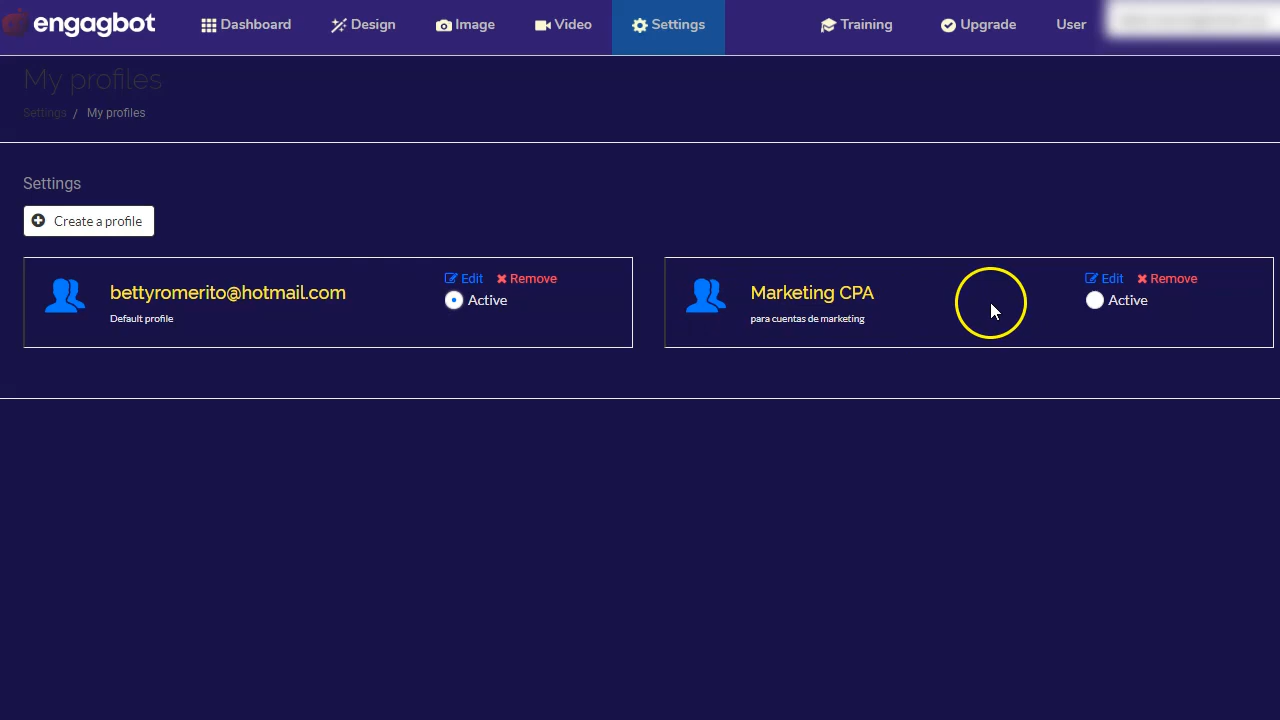 engagbot Dashboard Design Image Video Settings Training Upgrade User
My profiles
Settings / My profiles
Settings
Create a profile
bettyromerito@hotmail.com
Default profile
Edit Remove
Active
Marketing CPA
para cuentas de marketing
Edit Remove
Active